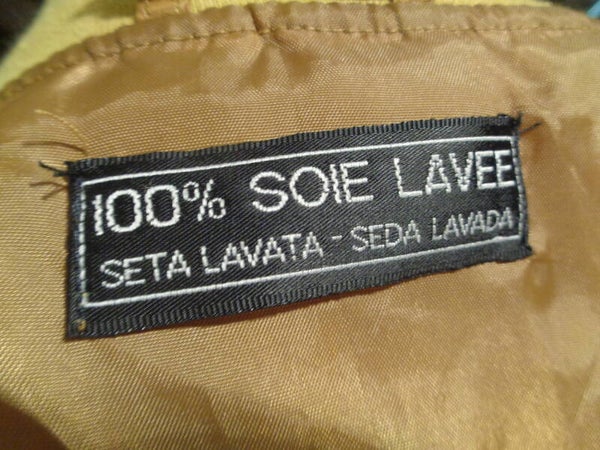 100% SOIE LAVEE
SETA LAVATA - SEDA LAVADA